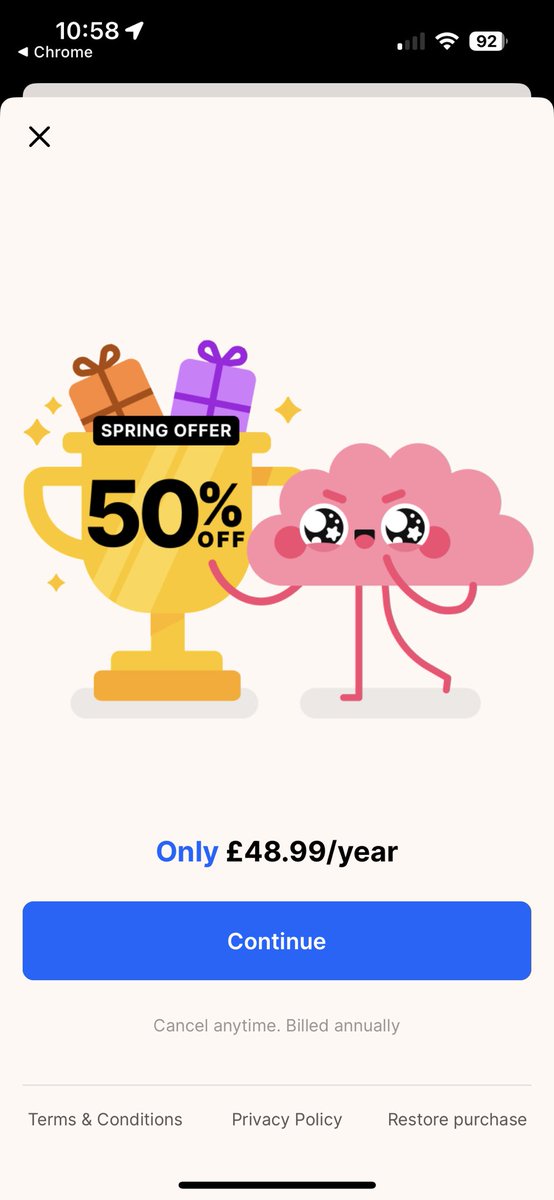 10:58
92
◀ Chrome
SPRING OFFER
50%
OFF
Only £48.99/year
Continue
Cancel anytime. Billed annually
Terms & Conditions
Privacy Policy
Restore purchase